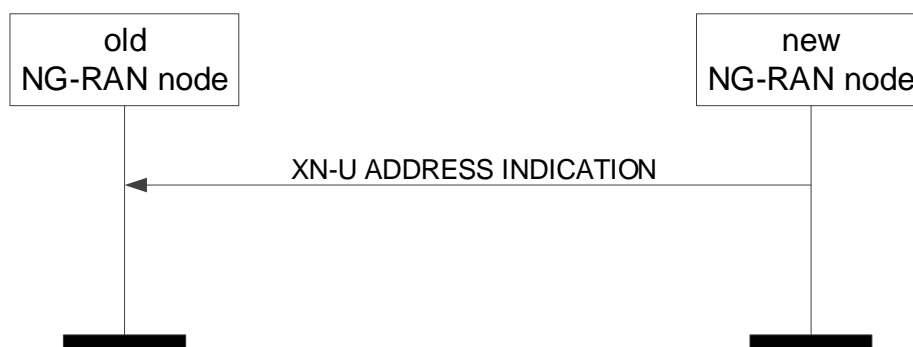 old
NG-RAN node
new
NG-RAN node
XN-U ADDRESS INDICATION